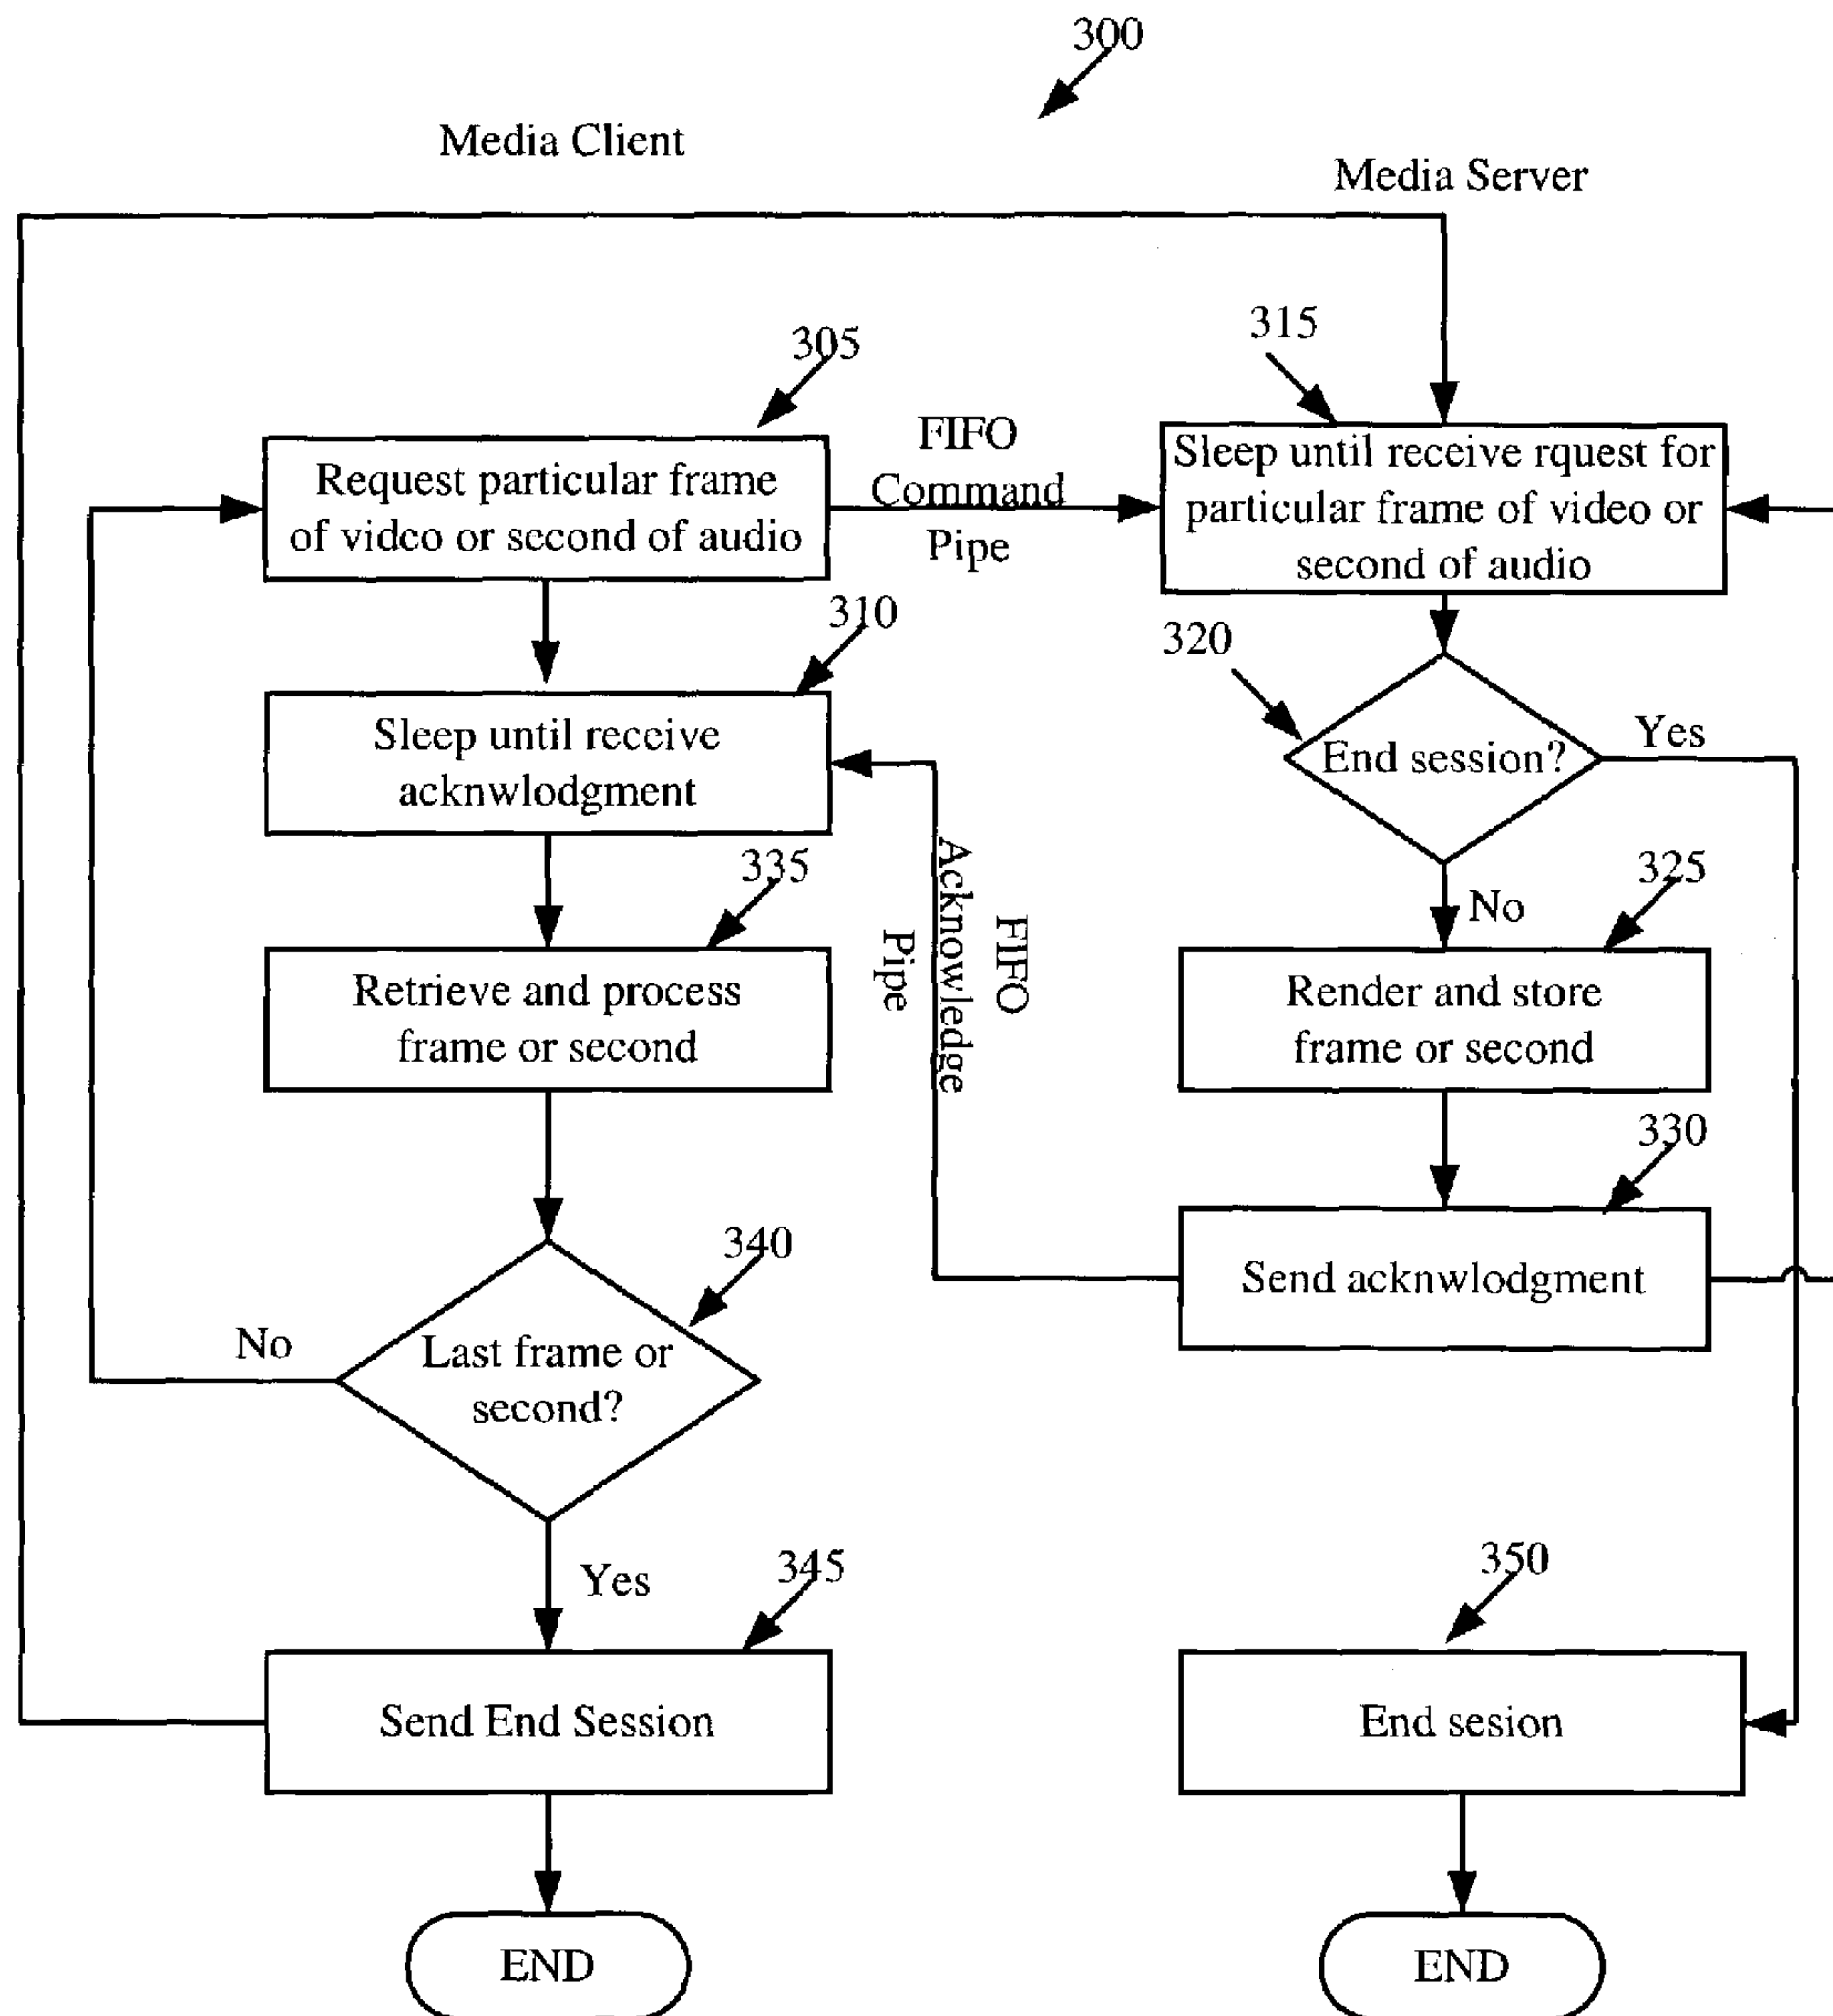 300
Media Client
Media Server
305
315
Request particular frame
of video or second of audio
FIFO
Command
Pipe
Sleep until receive rquest for
particular frame of video or
second of audio
310
320
Sleep until receive
acknwlodgment
End session?
Yes
335
325
No
FIFO
Acknowledge
Pipe
Retrieve and process
frame or second
Render and store
frame or second
330
340
Send acknwlodgment
No
Last frame or
second?
Yes
345
350
Send End Session
End sesion
END
END